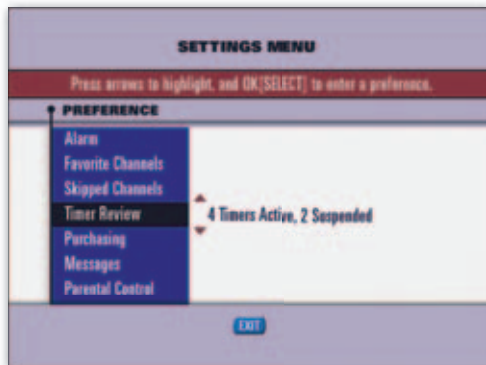 SETTINGS MENU
Press arrows to highlight, and OK[SELECT] to enter a preference.
PREFERENCE
Alarm
Favorite Channels
Skipped Channels
Timer Review
4 Timers Active, 2 Suspended
Purchasing
Messages
Parental Control
EXIT